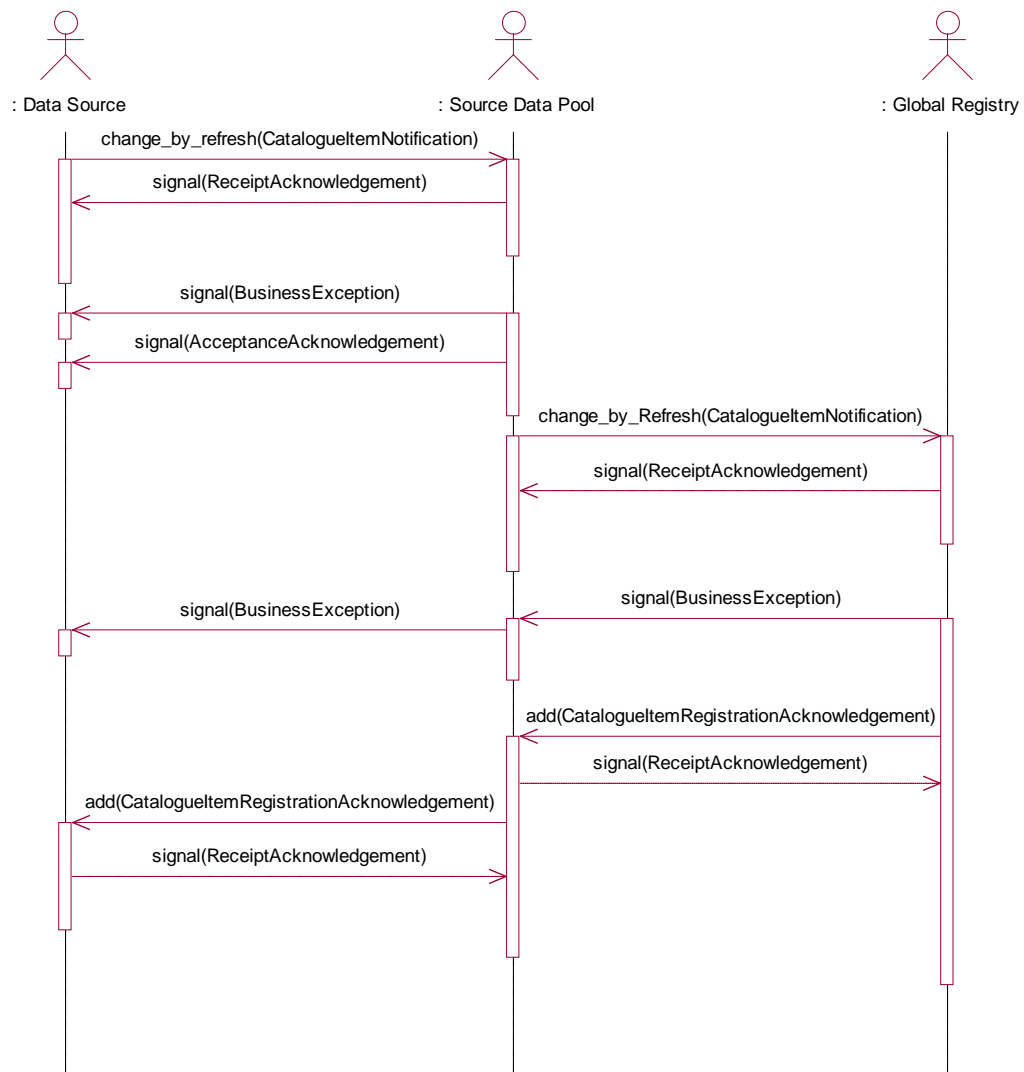 : Data Source
: Source Data Pool
: Global Registry
change_by_refresh(CatalogueItemNotification)
signal(ReceiptAcknowledgement)
signal(BusinessException)
signal(AcceptanceAcknowledgement)
change_by_Refresh(CatalogueItemNotification)
signal(ReceiptAcknowledgement)
signal(BusinessException)
signal(BusinessException)
add(CatalogueItemRegistrationAcknowledgement)
signal(ReceiptAcknowledgement)
add(CatalogueItemRegistrationAcknowledgement)
signal(ReceiptAcknowledgement)